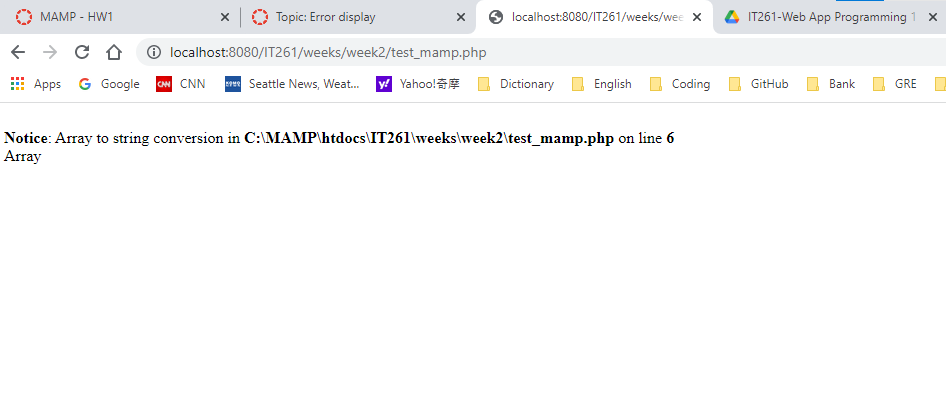 MAMP - HW1
Topic: Error display
localhost:8080/IT261/weeks/wee
IT261-Web App Programming T
localhost:8080/IT261/weeks/week2/test_mamp.php
Apps Google CNN CNN Seattle News, Weat... Yahoo!奇摩 Dictionary English Coding GitHub Bank GRE
Notice: Array to string conversion in C:\MAMP\htdocs\IT261\weeks\week2\test_mamp.php on line 6
Array